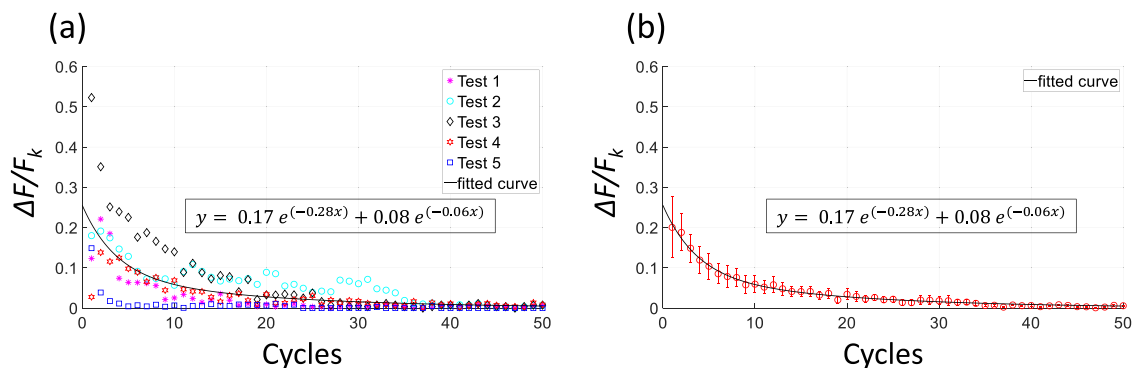 (a)
0.6
0.5
0.4
0.3
0.2
0.1
0
ΔF/F_k
0 10 20 30 40 50
Cycles
Test 1
Test 2
Test 3
Test 4
Test 5
fitted curve
y = 0.17 e^(−0.28x) + 0.08 e^(−0.06x)
(b)
0.6
0.5
0.4
0.3
0.2
0.1
0
ΔF/F_k
0 10 20 30 40 50
Cycles
fitted curve
y = 0.17 e^(−0.28x) + 0.08 e^(−0.06x)